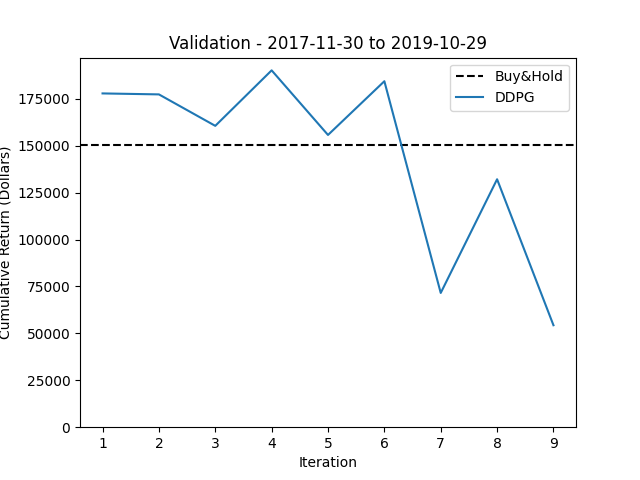 Validation - 2017-11-30 to 2019-10-29
Buy&Hold
DDPG
Cumulative Return (Dollars)
175000
150000
125000
100000
75000
50000
25000
0
1 2 3 4 5 6 7 8 9
Iteration